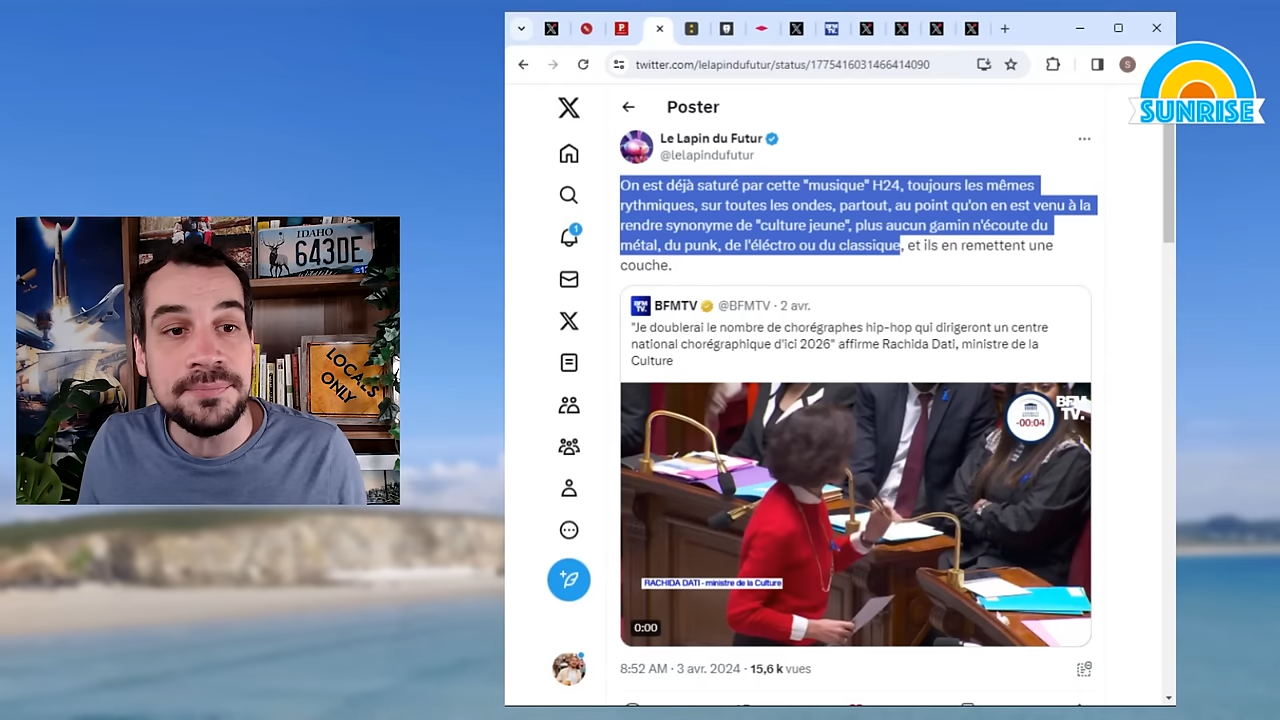 twitter.com/lelapindufutur/status/1775416031466414090
S
SUNRISE
Poster
Le Lapin du Futur
@lelapindufutur
On est déjà saturé par cette "musique" H24, toujours les mêmes
rythmiques, sur toutes les ondes, partout, au point qu'on en est venu à la
rendre synonyme de "culture jeune", plus aucun gamin n'écoute du
métal, du punk, de l'éléctro ou du classique, et ils en remettent une
couche.
1
IDAHO
643DE
LOCALS
ONLY
BFM
TV.
BFMTV @BFMTV · 2 avr.
"Je doublerai le nombre de chorégraphes hip-hop qui dirigeront un centre
national chorégraphique d'ici 2026" affirme Rachida Dati, ministre de la
Culture
BFM
TV.
-00:04
RACHIDA DATI - ministre de la Culture
0:00
8:52 AM · 3 avr. 2024 · 15,6 k vues